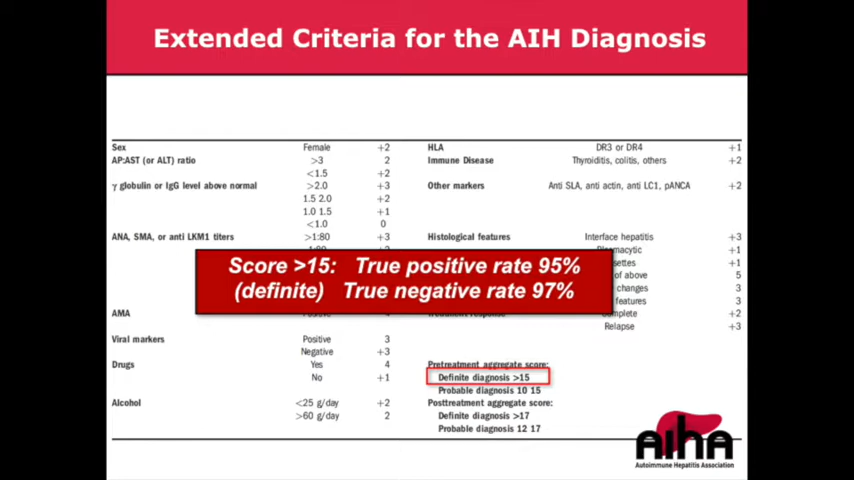 Extended Criteria for the AIH Diagnosis
Sex Female +2 HLA DR3 or DR4 +1
AP:AST (or ALT) ratio >3 2 Immune Disease Thyroiditis, colitis, others +2
<1.5 +2
γ globulin or IgG level above normal >2.0 +3 Other markers Anti SLA, anti actin, anti LC1, pANCA +2
1.5 2.0 +2
1.0 1.5 +1
<1.0 0
ANA, SMA, or anti LKM1 titers >1:80 +3 Histological features Interface hepatitis +3
+1
+1
of above 5
changes 3
features 3
Score >15: True positive rate 95%
(definite) True negative rate 97%
AMA +2
Relapse +3
Viral markers Positive 3
Negative +3
Drugs Yes 4 Pretreatment aggregate score:
No +1 Definite diagnosis >15
Probable diagnosis 10 15
Alcohol <25 g/day +2 Posttreatment aggregate score:
>60 g/day 2 Definite diagnosis >17
Probable diagnosis 12 17
AIHA
Autoimmune Hepatitis Association